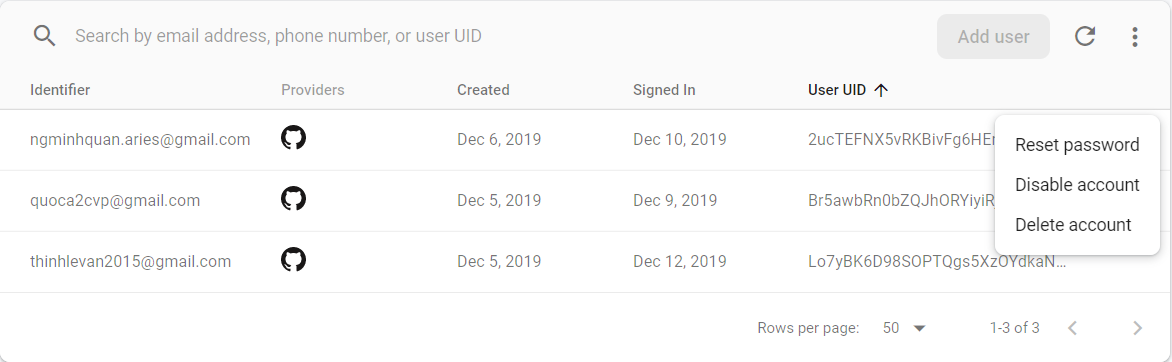 Search by email address, phone number, or user UID
Add user
Identifier Providers Created Signed In User UID
ngminhquan.aries@gmail.com Dec 6, 2019 Dec 10, 2019 2ucTEFNX5vRKBivFg6HE
Reset password
Disable account
quoca2cvp@gmail.com Dec 5, 2019 Dec 9, 2019 Br5awbRn0bZQJhORYiyiR
Delete account
thinhlevan2015@gmail.com Dec 5, 2019 Dec 12, 2019 Lo7yBK6D98SOPTQgs5XzOYdkaN...
Rows per page: 50 1-3 of 3